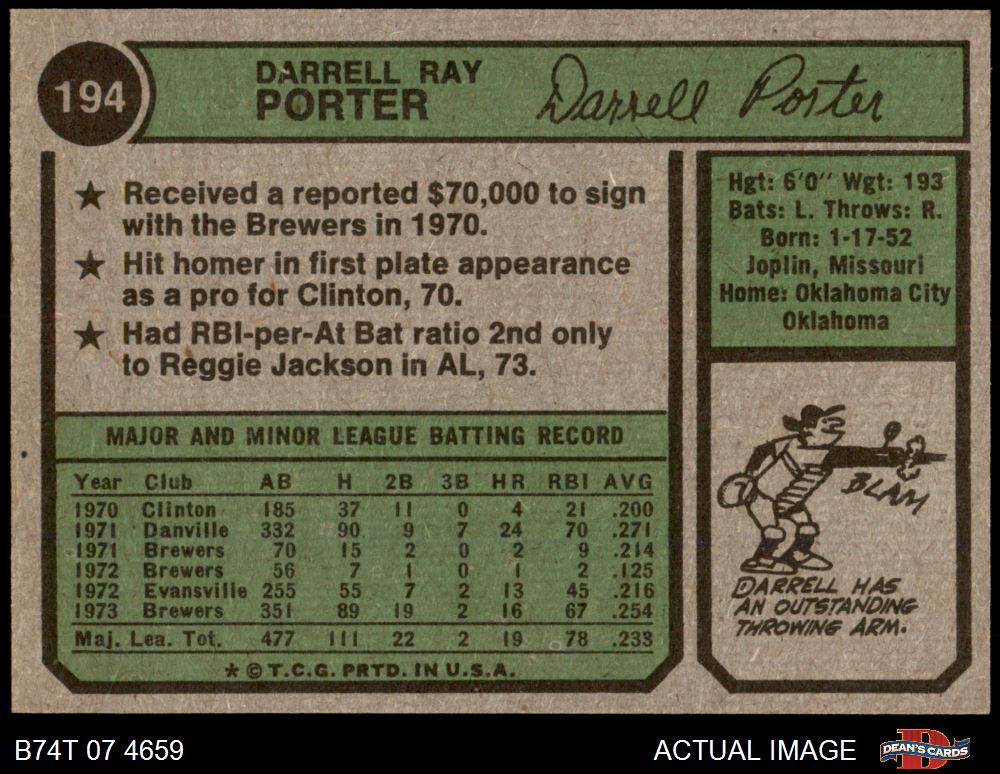 194
DARRELL RAY
PORTER
Darrell Porter
★ Received a reported $70,000 to sign
with the Brewers in 1970.
★ Hit homer in first plate appearance
as a pro for Clinton, 70.
★ Had RBI-per-At Bat ratio 2nd only
to Reggie Jackson in AL, 73.
Hgt: 6'0" Wgt: 193
Bats: L. Throws: R.
Born: 1-17-52
Joplin, Missouri
Home: Oklahoma City
Oklahoma
MAJOR AND MINOR LEAGUE BATTING RECORD
Year Club AB H 2B 3B HR RBI AVG
1970 Clinton 185 37 11 0 4 21 .200
1971 Danville 332 90 9 7 24 70 .271
1971 Brewers 70 15 2 0 2 9 .214
1972 Brewers 56 7 1 0 1 2 .125
1972 Evansville 255 55 7 2 13 45 .216
1973 Brewers 351 89 19 2 16 67 .254
Maj. Lea. Tot. 477 111 22 2 19 78 .233
* © T.C.G. PRTD. IN U.S.A.
BLAM
DARRELL HAS
AN OUTSTANDING
THROWING ARM.
B74T 07 4659
ACTUAL IMAGE
DEAN'S CARDS